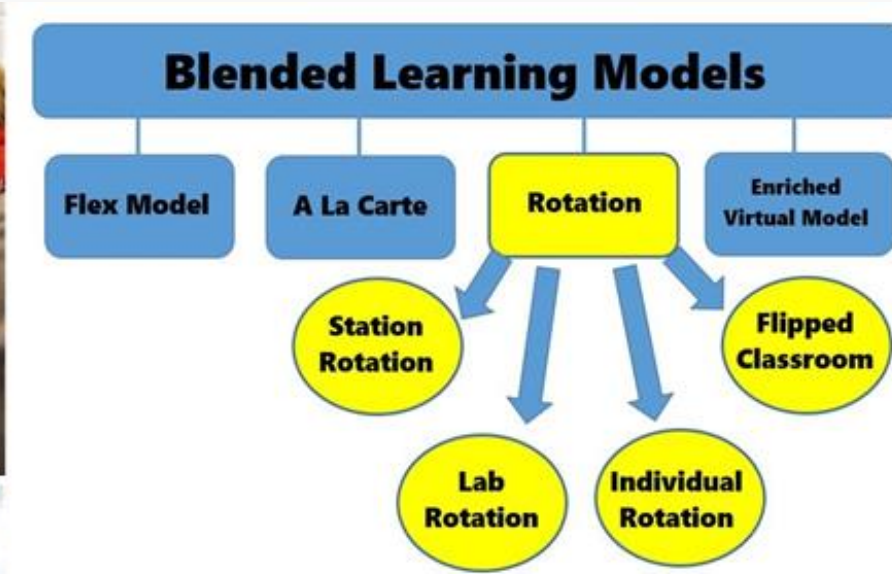 Blended Learning Models
Flex Model
A La Carte
Rotation
Enriched
Virtual Model
Station
Rotation
Flipped
Classroom
Lab
Rotation
Individual
Rotation